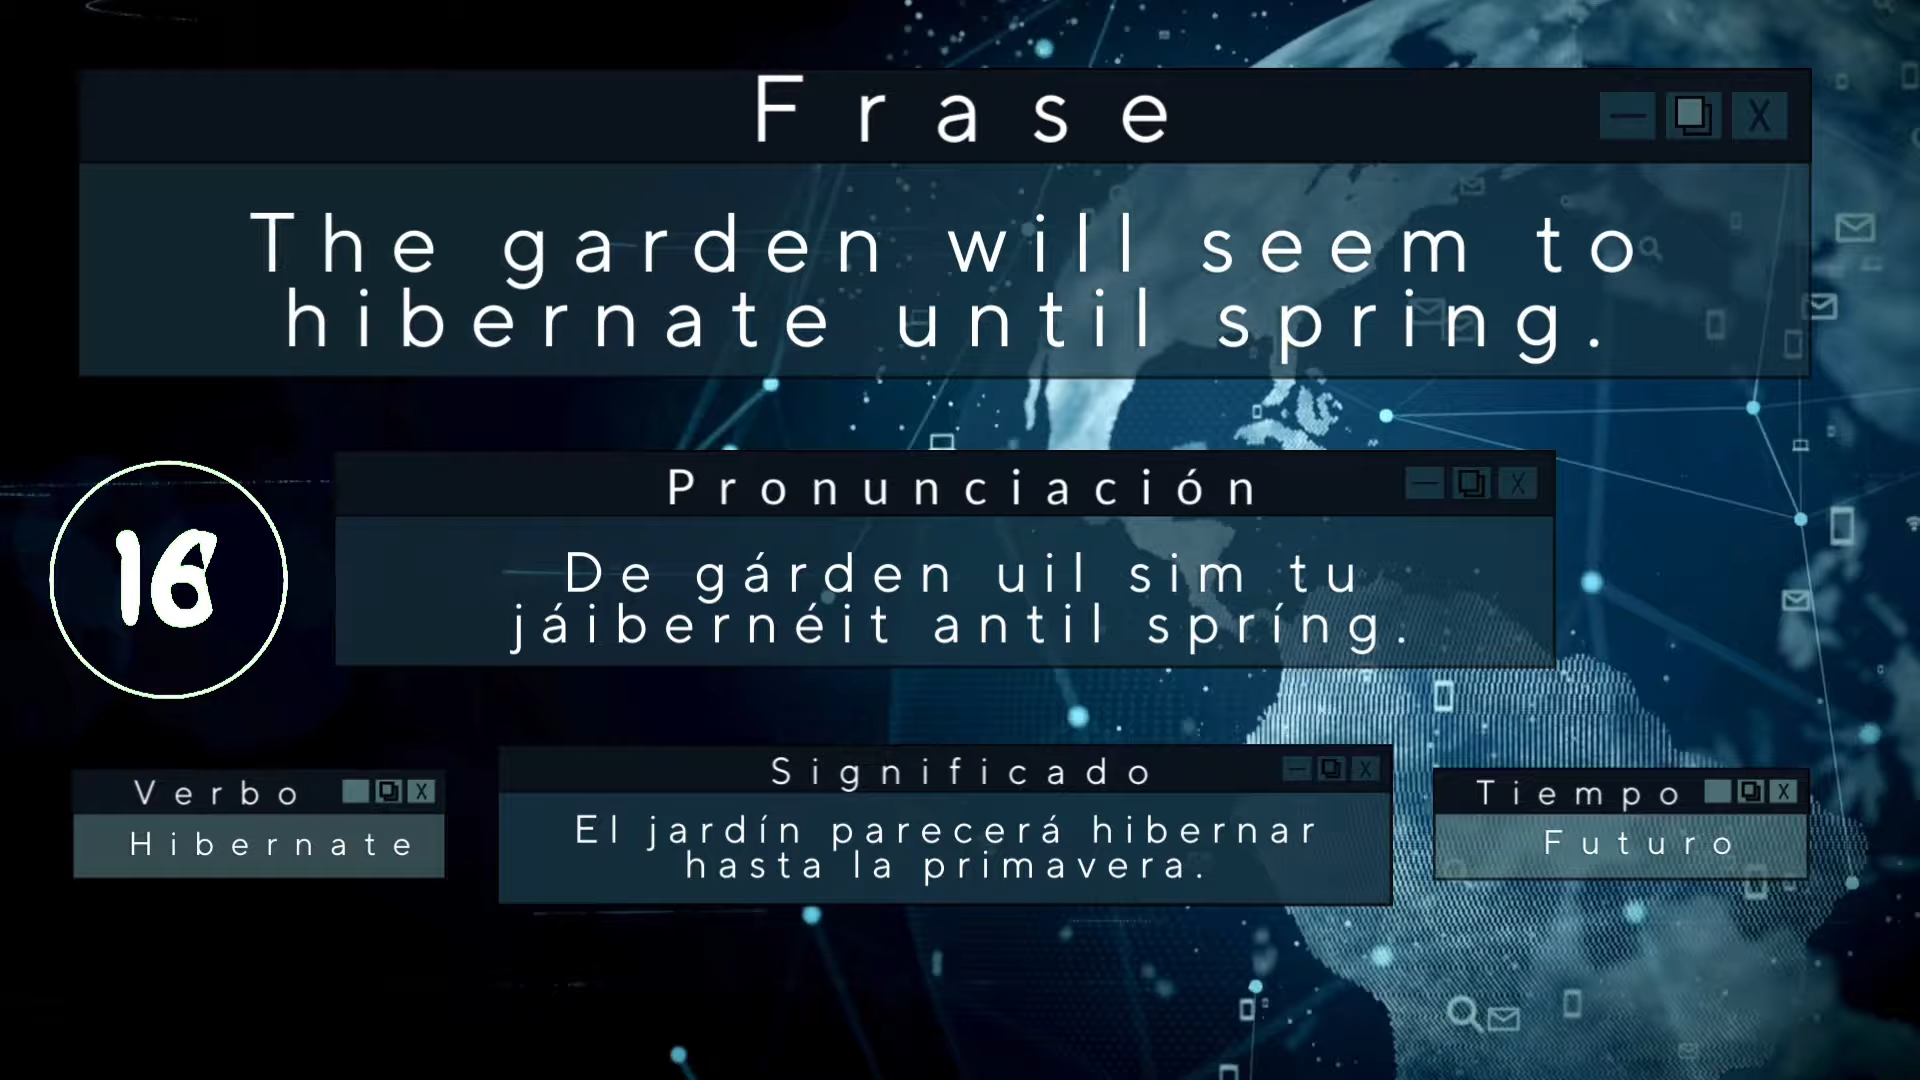 Frase
The garden will seem to
hibernate until spring.
Pronunciación
De gárden uil sim tu
jáibernéit antil spríng.
16
Verbo
Hibernate
Significado
El jardín parecerá hibernar
hasta la primavera.
Tiempo
Futuro